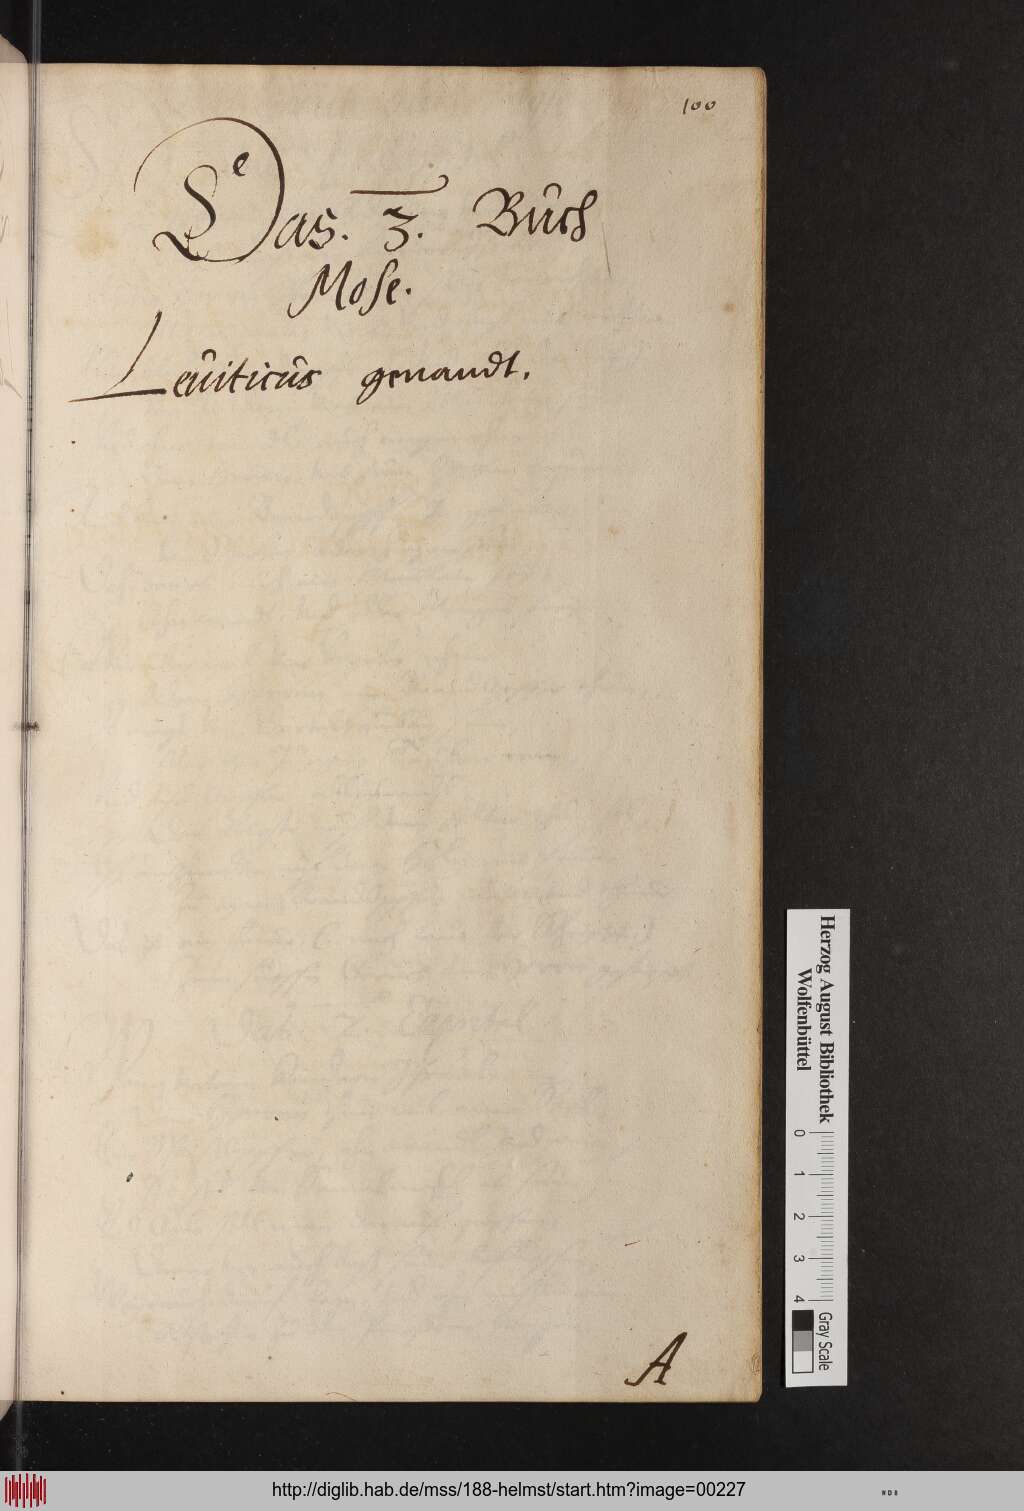 100
Das. 3. Buch
Mose.
Leuiticus genandt.
A
Herzog August Bibliothek
Wolfenbüttel
0 1 2 3 4
Gray Scale
http://diglib.hab.de/mss/188-helmst/start.htm?image=00227